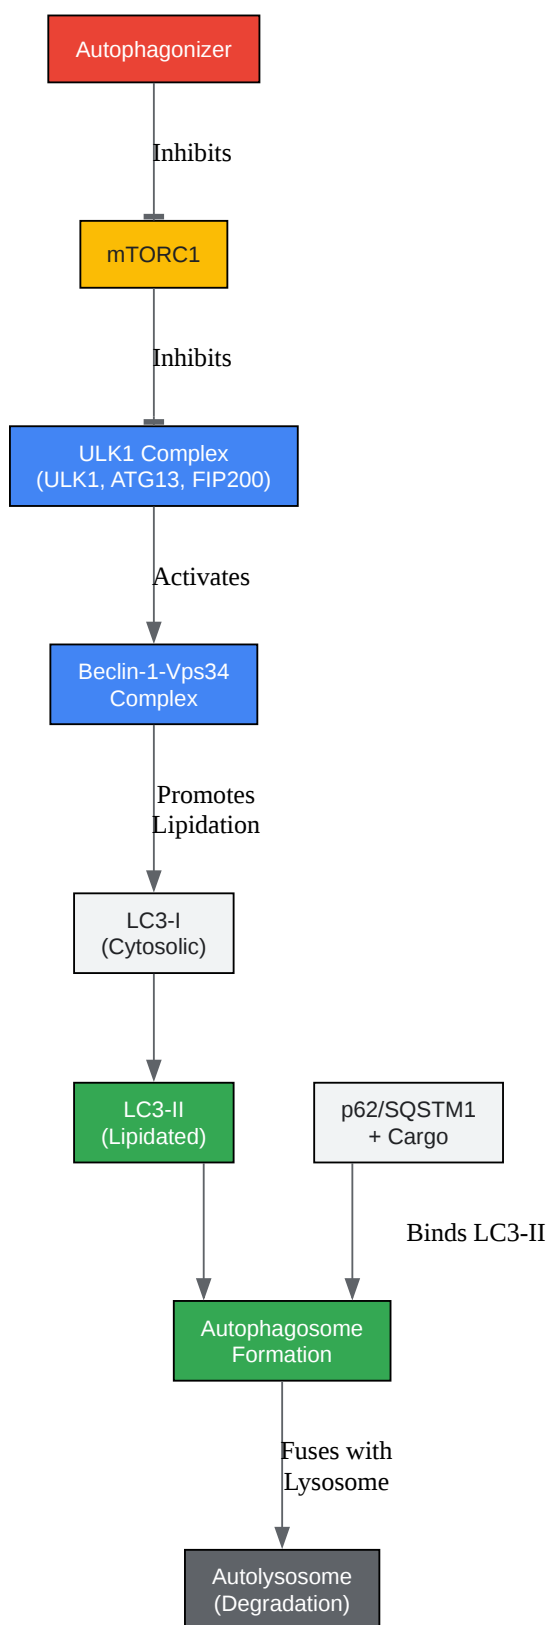 Autophagonizer
Inhibits
mTORC1
Inhibits
ULK1 Complex
(ULK1, ATG13, FIP200)
Activates
Beclin-1-Vps34
Complex
Promotes
Lipidation
LC3-I
(Cytosolic)
LC3-II
(Lipidated)
p62/SQSTM1
+ Cargo
Binds LC3-II
Autophagosome
Formation
Fuses with
Lysosome
Autolysosome
(Degradation)